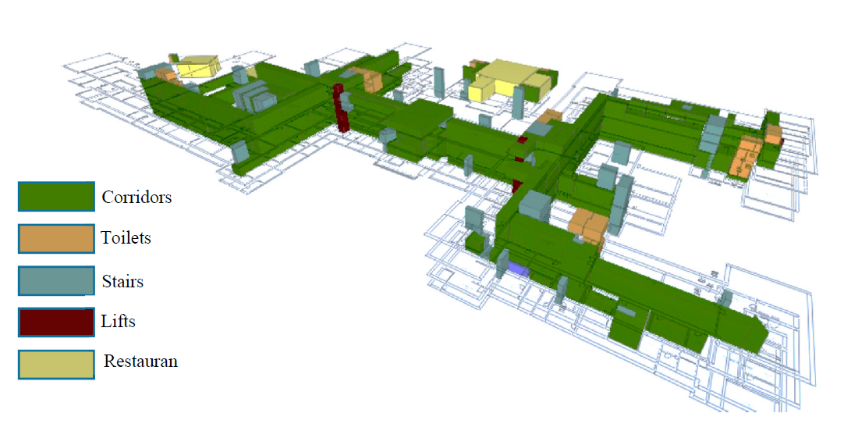 Corridors
Toilets
Stairs
Lifts
Restauran